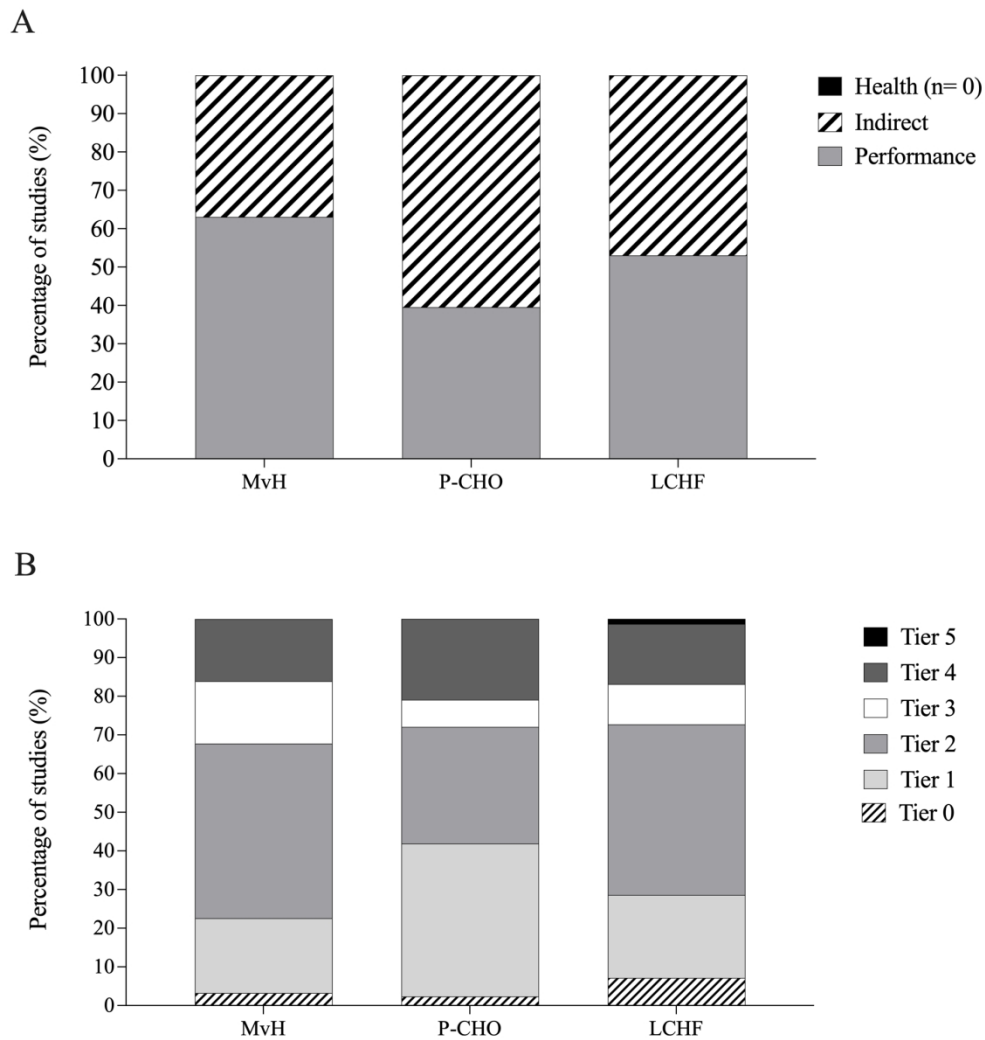 A
Percentage of studies (%)
100
90
80
70
60
50
40
30
20
10
0
MvH
P-CHO
LCHF
Health (n= 0)
Indirect
Performance
B
Percentage of studies (%)
100
90
80
70
60
50
40
30
20
10
0
MvH
P-CHO
LCHF
Tier 5
Tier 4
Tier 3
Tier 2
Tier 1
Tier 0